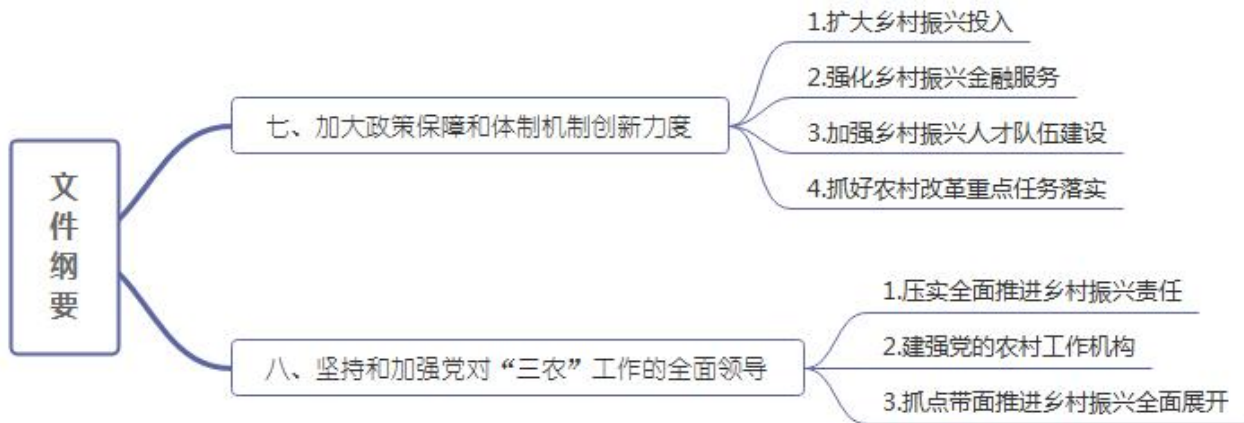 文件纲要
七、加大政策保障和体制机制创新力度
1.扩大乡村振兴投入
2.强化乡村振兴金融服务
3.加强乡村振兴人才队伍建设
4.抓好农村改革重点任务落实
八、坚持和加强党对“三农”工作的全面领导
1.压实全面推进乡村振兴责任
2.建强党的农村工作机构
3.抓点带面推进乡村振兴全面展开